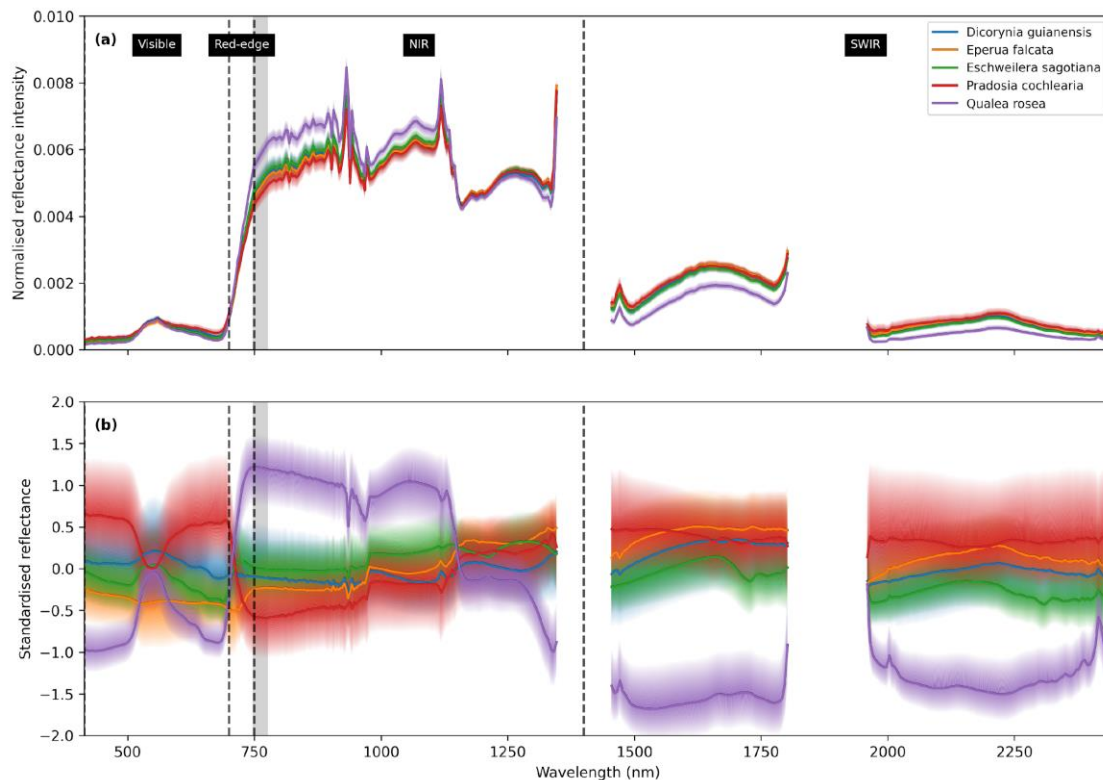 0.010
(a)
Visible
Red-edge
NIR
SWIR
Dicorynia guianensis
Eperua falcata
Eschweilera sagotiana
Pradosia cochlearia
Qualea rosea
0.008
0.006
0.004
0.002
0.000
Normalised reflectance intensity
2.0
(b)
1.5
1.0
0.5
0.0
−0.5
−1.0
−1.5
−2.0
Standardised reflectance
500
750
1000
1250
1500
1750
2000
2250
Wavelength (nm)